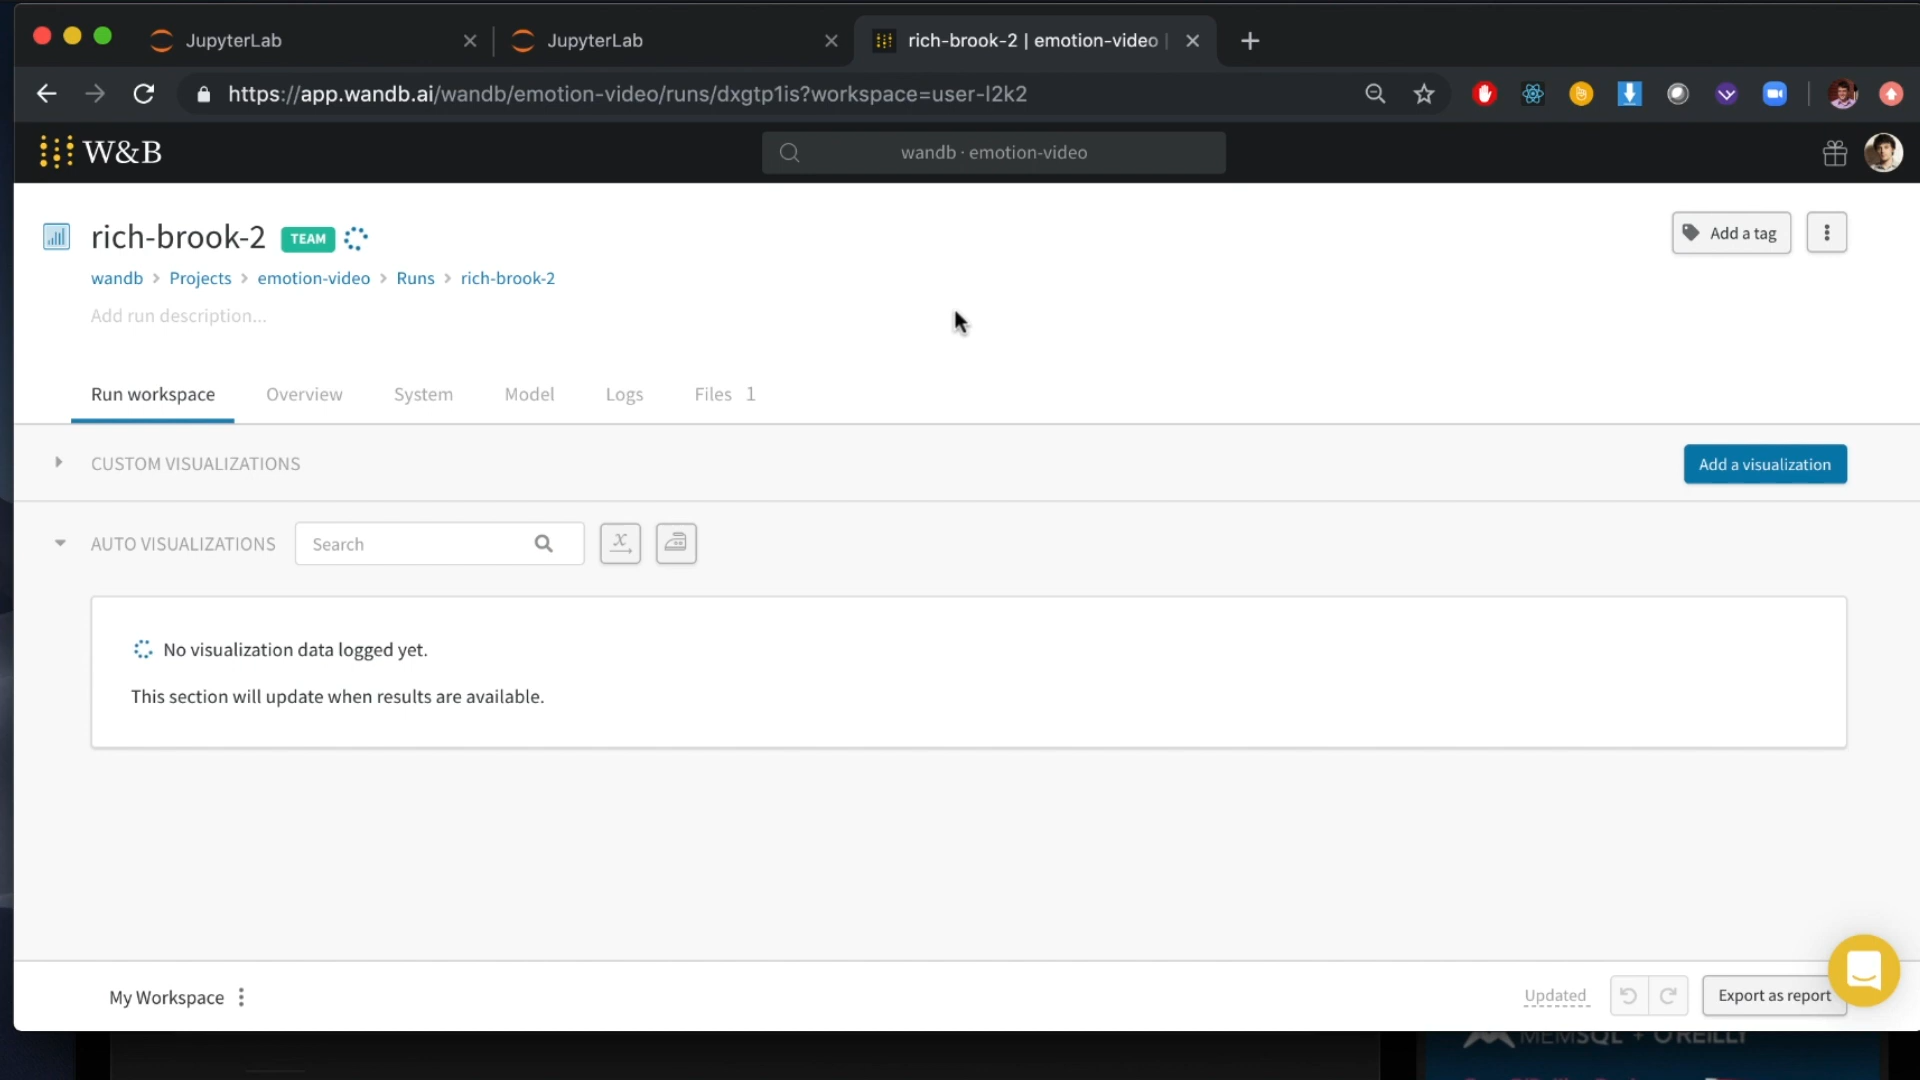 JupyterLab
JupyterLab
rich-brook-2 | emotion-video |
https://app.wandb.ai/wandb/emotion-video/runs/dxgtp1is?workspace=user-l2k2
W&B
wandb · emotion-video
rich-brook-2 TEAM
Add a tag
wandb > Projects > emotion-video > Runs > rich-brook-2
Add run description...
Run workspace Overview System Model Logs Files 1
CUSTOM VISUALIZATIONS
Add a visualization
AUTO VISUALIZATIONS
Search
x
No visualization data logged yet.
This section will update when results are available.
My Workspace
Updated
Export as report
MEMSQL + O'REILLY